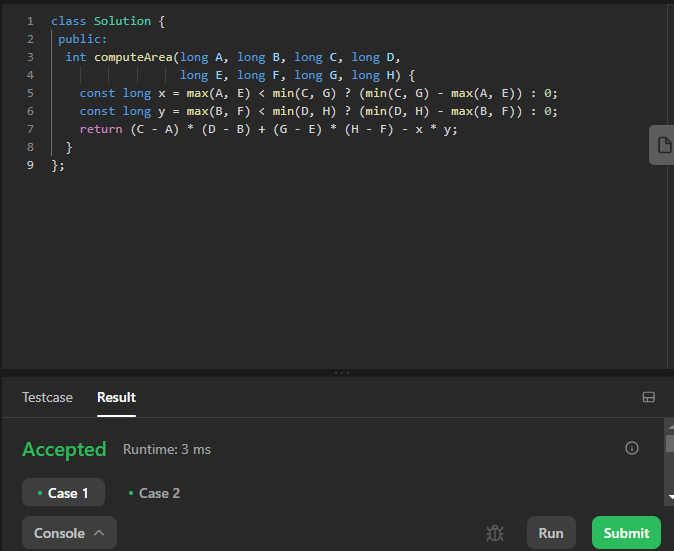 1 class Solution {
2 public:
3 int computeArea(long A, long B, long C, long D,
4 long E, long F, long G, long H) {
5 const long x = max(A, E) < min(C, G) ? (min(C, G) - max(A, E)) : 0;
6 const long y = max(B, F) < min(D, H) ? (min(D, H) - max(B, F)) : 0;
7 return (C - A) * (D - B) + (G - E) * (H - F) - x * y;
8 }
9 };
Testcase Result
Accepted Runtime: 3 ms
• Case 1 • Case 2
Console Run Submit